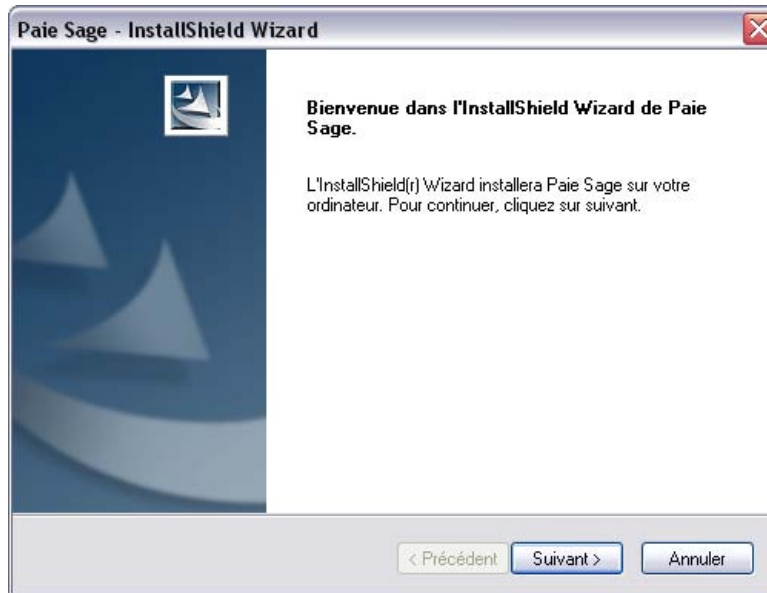 Paie Sage - InstallShield Wizard
Bienvenue dans l'InstallShield Wizard de Paie
Sage.
L'InstallShield(r) Wizard installera Paie Sage sur votre
ordinateur. Pour continuer, cliquez sur suivant.
< Précédent Suivant > Annuler